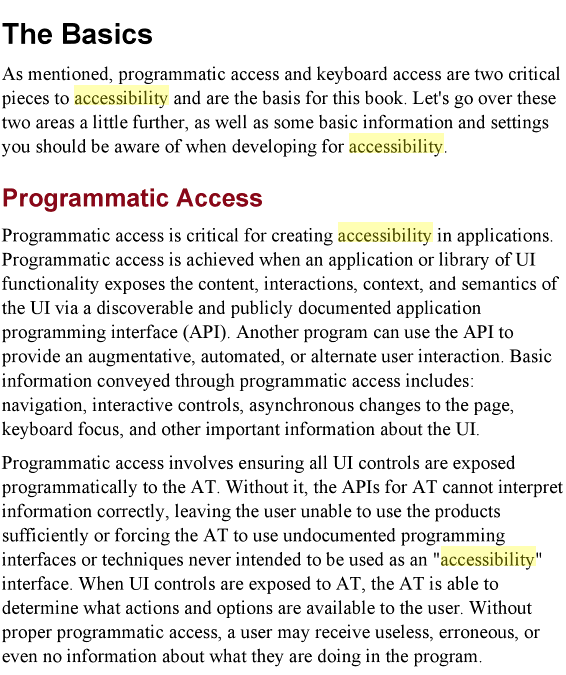 The Basics
As mentioned, programmatic access and keyboard access are two critical
pieces to accessibility and are the basis for this book. Let's go over these
two areas a little further, as well as some basic information and settings
you should be aware of when developing for accessibility.
Programmatic Access
Programmatic access is critical for creating accessibility in applications.
Programmatic access is achieved when an application or library of UI
functionality exposes the content, interactions, context, and semantics of
the UI via a discoverable and publicly documented application
programming interface (API). Another program can use the API to
provide an augmentative, automated, or alternate user interaction. Basic
information conveyed through programmatic access includes:
navigation, interactive controls, asynchronous changes to the page,
keyboard focus, and other important information about the UI.
Programmatic access involves ensuring all UI controls are exposed
programmatically to the AT. Without it, the APIs for AT cannot interpret
information correctly, leaving the user unable to use the products
sufficiently or forcing the AT to use undocumented programming
interfaces or techniques never intended to be used as an "accessibility"
interface. When UI controls are exposed to AT, the AT is able to
determine what actions and options are available to the user. Without
proper programmatic access, a user may receive useless, erroneous, or
even no information about what they are doing in the program.